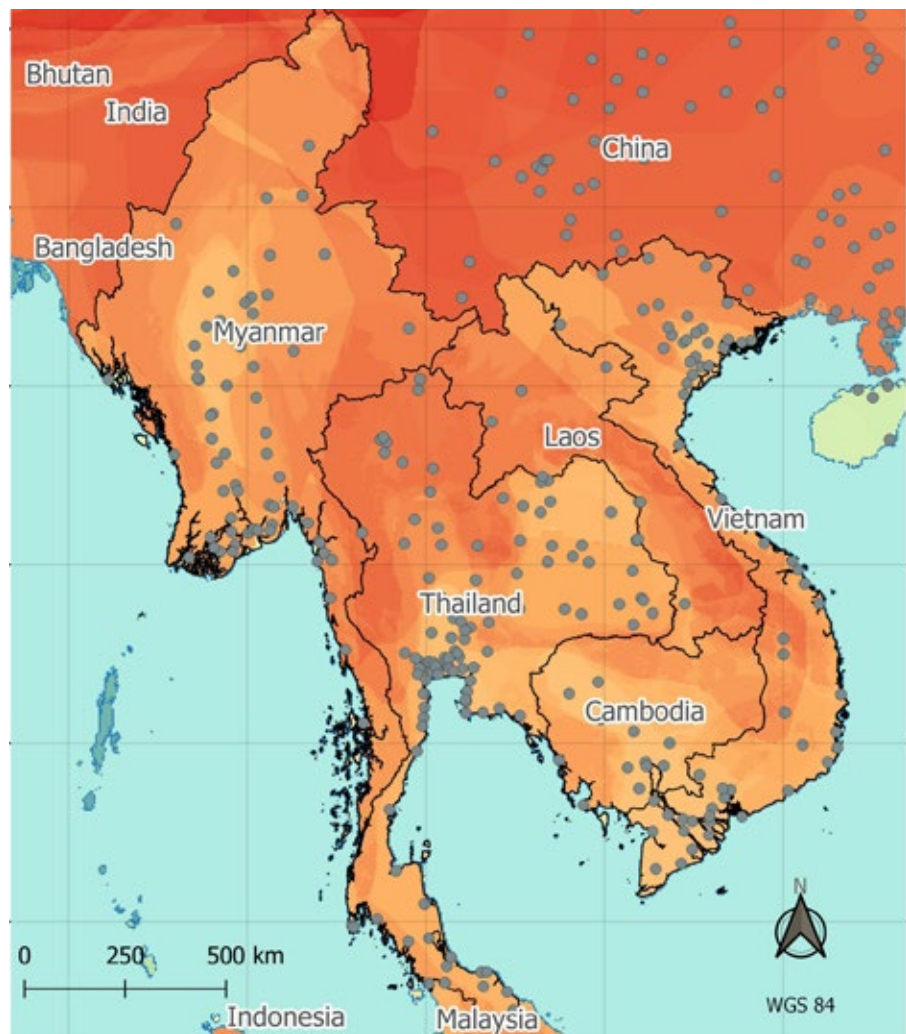 Bhutan
India
China
Bangladesh
Myanmar
Laos
Vietnam
Thailand
Cambodia
N
0 250 500 km
WGS 84
Indonesia
Malaysia